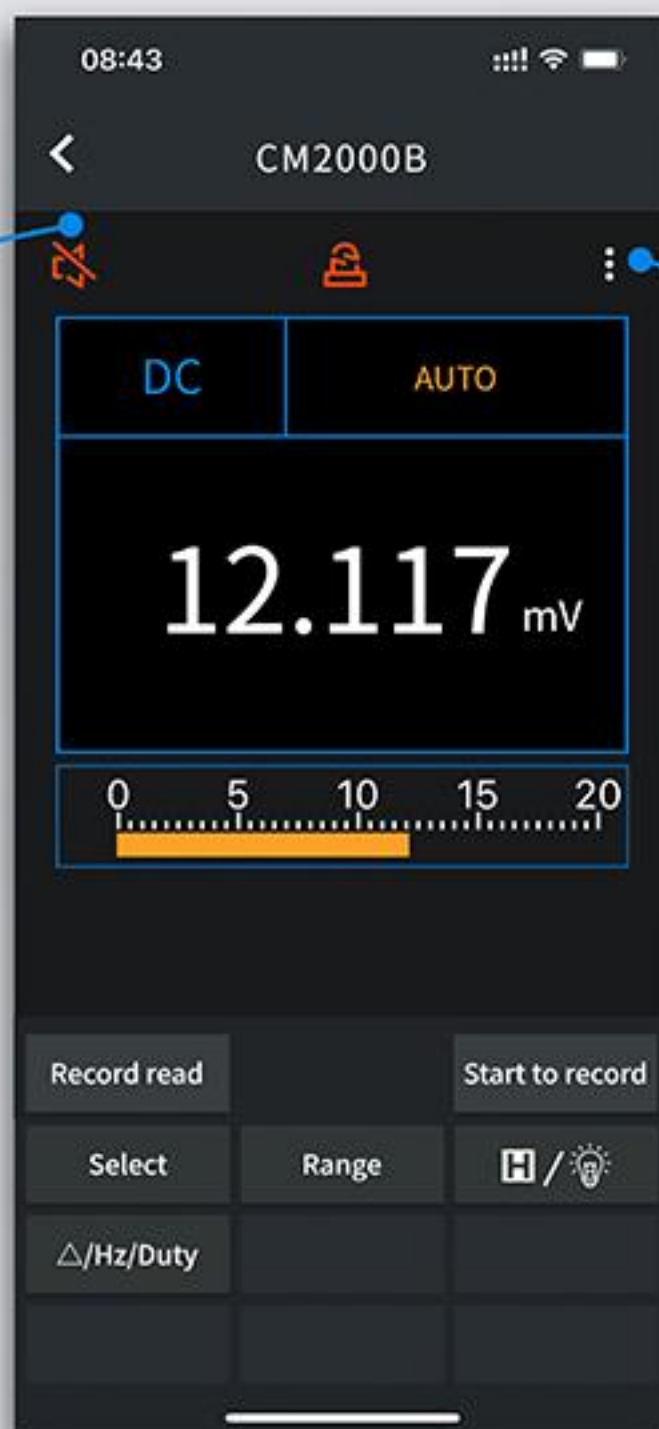 08:43
CM2000B
DC AUTO
12.117 mV
0 5 10 15 20
Record read Start to record
Select Range H/
△/Hz/Duty